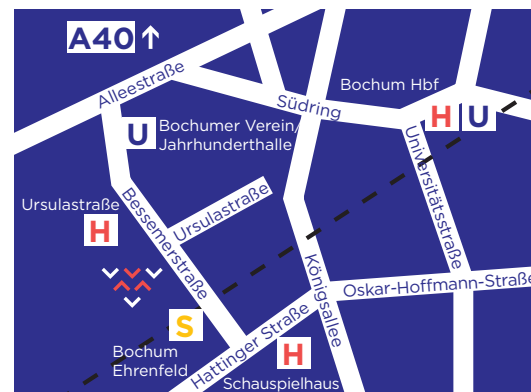 A40 ↑
Alleestraße
Bochum Hbf
Südring
H U
U
Bochumer Verein/
Jahrhunderthalle
Universitätsstraße
Ursulastraße
H
Bessemerstraße
Ursulastraße
Königsallee
Oskar-Hoffmann-Straße
S
Bochum
Ehrenfeld
Hattinger Straße
H
Schauspielhaus